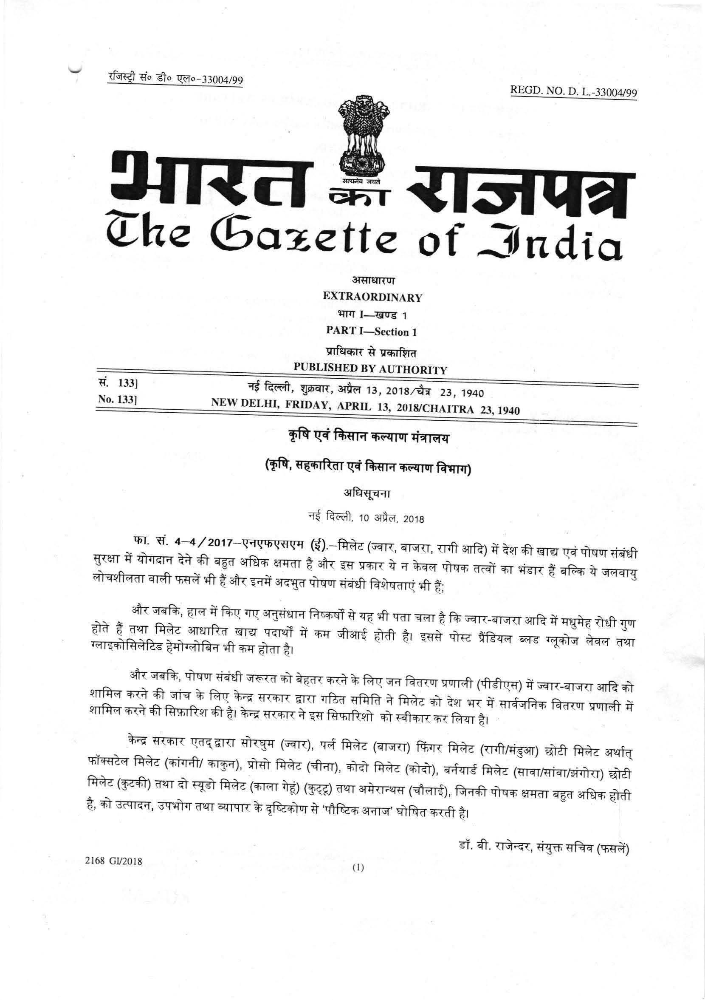 रजिस्ट्री सं० डी० एल०-33004/99
REGD. NO. D. L.-33004/99
सत्यमेव जयते
भारत का राजपत्र
The Gazette of India
असाधारण
EXTRAORDINARY
भाग I—खण्ड 1
PART I—Section 1
प्राधिकार से प्रकाशित
PUBLISHED BY AUTHORITY
सं. 133]
नई दिल्ली, शुक्रवार, अप्रैल 13, 2018/चैत्र 23, 1940
No. 133]
NEW DELHI, FRIDAY, APRIL 13, 2018/CHAITRA 23, 1940
कृषि एवं किसान कल्याण मंत्रालय
(कृषि, सहकारिता एवं किसान कल्याण विभाग)
अधिसूचना
नई दिल्ली, 10 अप्रैल, 2018
फा. सं. 4–4/2017–एनएफएसएम (ई).–मिलेट (ज्वार, बाजरा, रागी आदि) में देश की खाद्य एवं पोषण संबंधी
सुरक्षा में योगदान देने की बहुत अधिक क्षमता है और इस प्रकार ये न केवल पोषक तत्वों का भंडार हैं बल्कि ये जलवायु
लोचशीलता वाली फसलें भी हैं और इनमें अदभुत पोषण संबंधी विशेषताएं भी हैं;
और जबकि, हाल में किए गए अनुसंधान निष्कर्षों से यह भी पता चला है कि ज्वार-बाजरा आदि में मधुमेह रोधी गुण
होते हैं तथा मिलेट आधारित खाद्य पदार्थों में कम जीआई होती है। इससे पोस्ट प्रैंडियल ब्लड ग्लूकोज लेवल तथा
ग्लाइकोसिलेटिड हेमोग्लोबिन भी कम होता है।
और जबकि, पोषण संबंधी जरूरत को बेहतर करने के लिए जन वितरण प्रणाली (पीडीएस) में ज्वार-बाजरा आदि को
शामिल करने की जांच के लिए केन्द्र सरकार द्वारा गठित समिति ने मिलेट को देश भर में सार्वजनिक वितरण प्रणाली में
शामिल करने की सिफ़ारिश की है। केन्द्र सरकार ने इस सिफारिशो को स्वीकार कर लिया है।
केन्द्र सरकार एतद् द्वारा सोरघुम (ज्वार), पर्ल मिलेट (बाजरा) फिंगर मिलेट (रागी/मंडुआ) छोटी मिलेट अर्थात्
फॉक्सटेल मिलेट (कांगनी/ काकुन), प्रोसो मिलेट (चीना), कोदो मिलेट (कोदो), बर्नयार्ड मिलेट (सावा/सांवा/झंगोरा) छोटी
मिलेट (कुटकी) तथा दो स्यूडो मिलेट (काला गेहूं) (कुट्टू) तथा अमेरान्थस (चौलाई), जिनकी पोषक क्षमता बहुत अधिक होती
है, को उत्पादन, उपभोग तथा व्यापार के दृष्टिकोण से ‘पौष्टिक अनाज’ घोषित करती है।
डॉ. बी. राजेन्दर, संयुक्त सचिव (फसलें)
2168 GI/2018
(1)